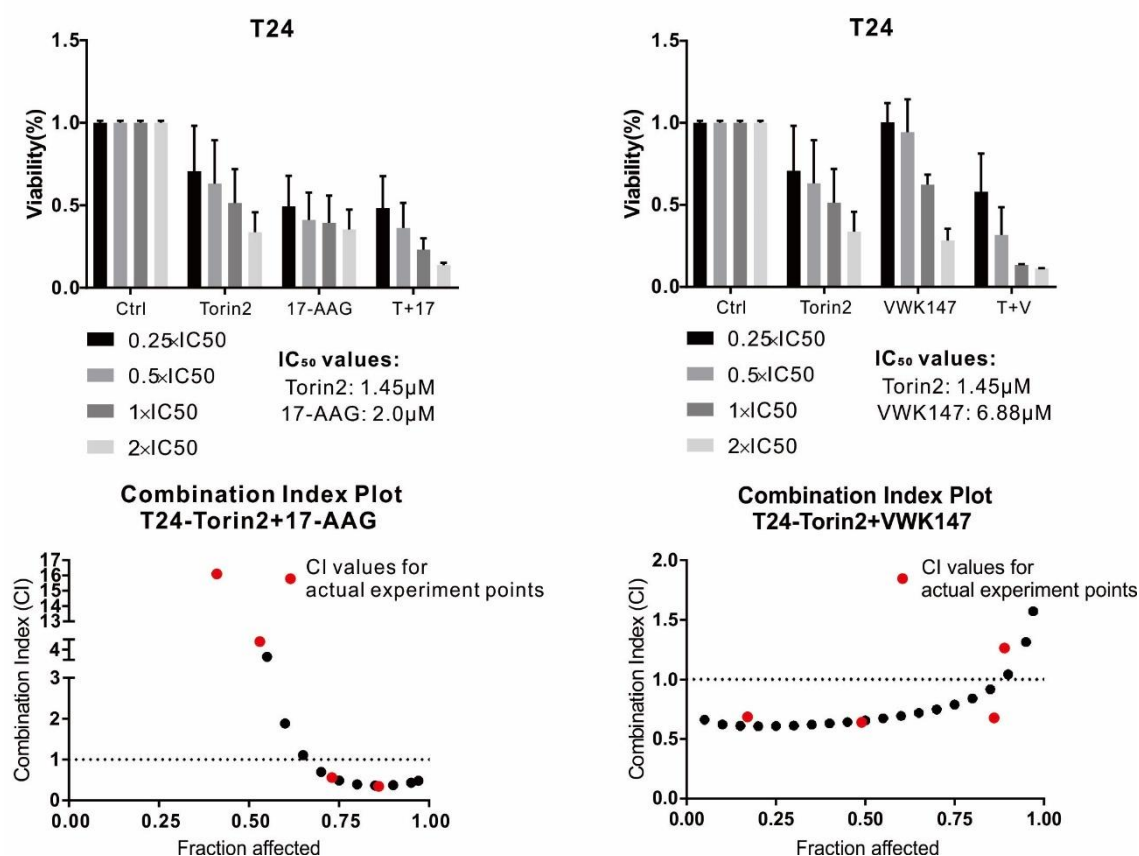 T24
1.5
1.0
0.5
0.0
Viability(%)
Ctrl Torin2 17-AAG T+17
0.25×IC50
0.5×IC50
1×IC50
2×IC50
IC₅₀ values:
Torin2: 1.45μM
17-AAG: 2.0μM
T24
1.5
1.0
0.5
0.0
Viability(%)
Ctrl Torin2 VWK147 T+V
0.25×IC50
0.5×IC50
1×IC50
2×IC50
IC₅₀ values:
Torin2: 1.45μM
VWK147: 6.88μM
Combination Index Plot
T24-Torin2+17-AAG
17
16
15
14
13
4
3
2
1
0
Combination Index (CI)
CI values for
actual experiment points
0.00 0.25 0.50 0.75 1.00
Fraction affected
Combination Index Plot
T24-Torin2+VWK147
2.0
1.5
1.0
0.5
0.0
Combination Index (CI)
CI values for
actual experiment points
0.00 0.25 0.50 0.75 1.00
Fraction affected